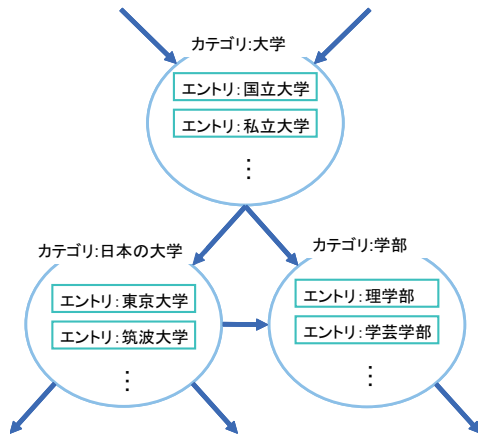 カテゴリ:大学
エントリ:国立大学
エントリ:私立大学
⋮
カテゴリ:日本の大学
エントリ:東京大学
エントリ:筑波大学
⋮
カテゴリ:学部
エントリ:理学部
エントリ:学芸学部
⋮